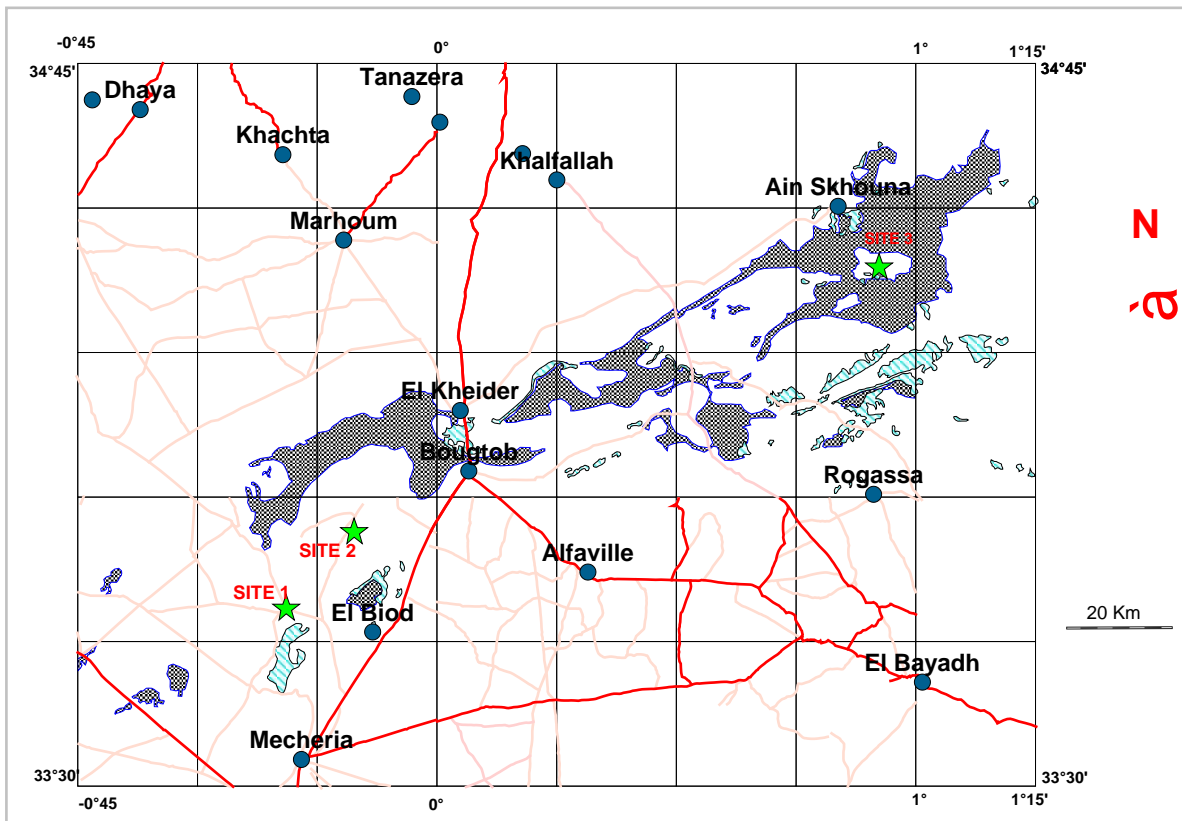 -0°45
0°
1°
1°15'
34°45'
34°45'
Tanazera
Dhaya
Khachta
Khalfallah
Ain Skhouna
Marhoum
N
SITE 3
à
El Kheider
Bougtob
Rogassa
SITE 2
Alfaville
SITE 1
El Biod
20 Km
El Bayadh
Mecheria
33°30'
33°30'
-0°45
0°
1°
1°15'